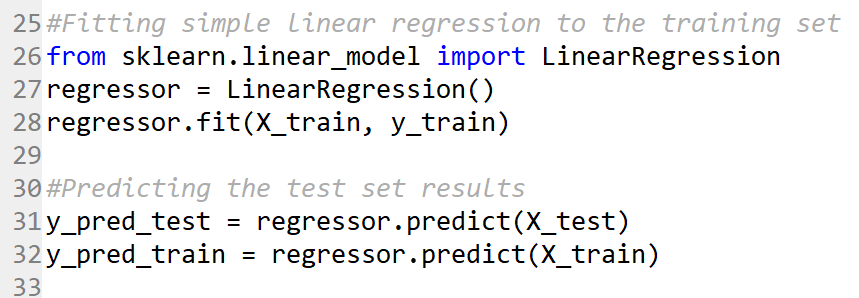 25 #Fitting simple linear regression to the training set
26 from sklearn.linear_model import LinearRegression
27 regressor = LinearRegression()
28 regressor.fit(X_train, y_train)
29
30 #Predicting the test set results
31 y_pred_test = regressor.predict(X_test)
32 y_pred_train = regressor.predict(X_train)
33